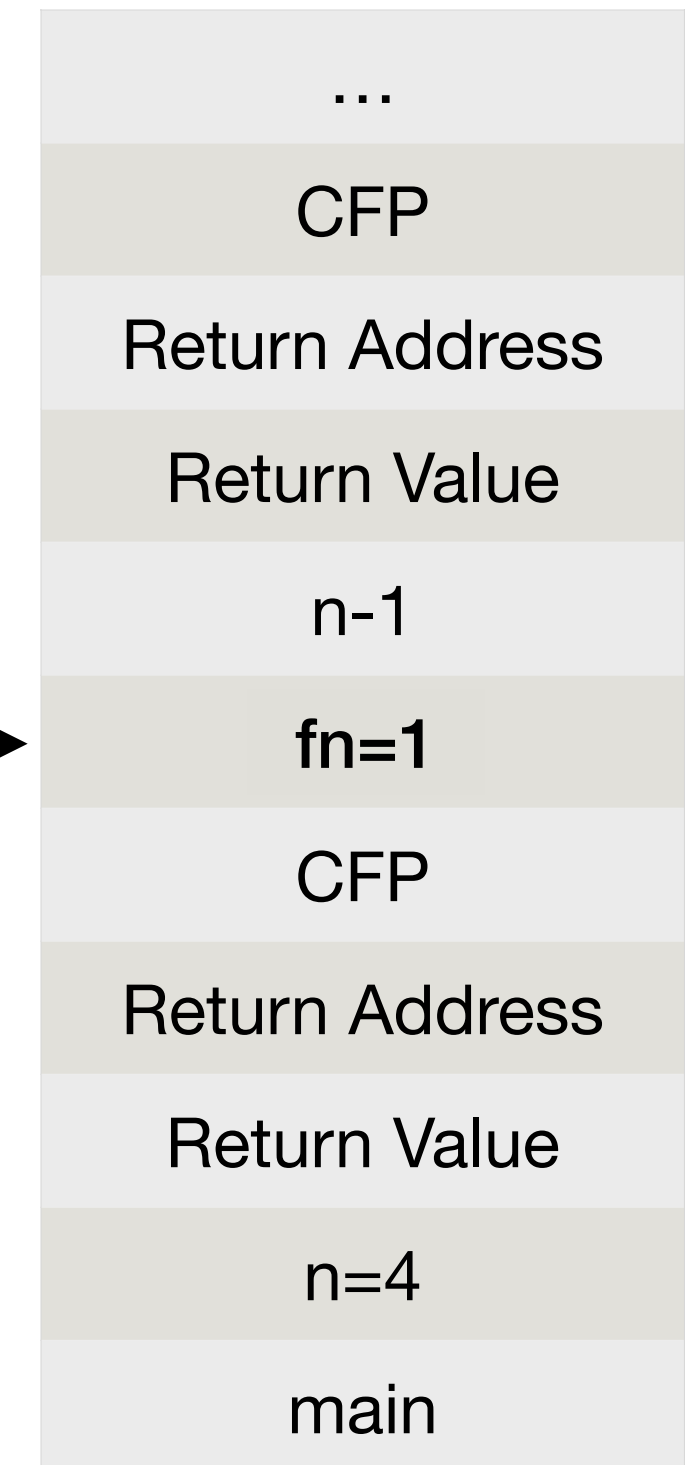 ...
CFP
Return Address
Return Value
n-1
fn=1
CFP
Return Address
Return Value
n=4
main